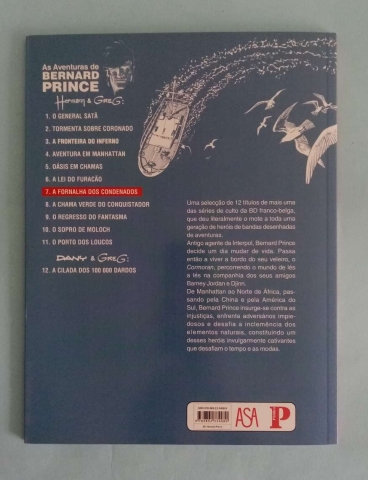 As Aventuras de
BERNARD
PRINCE
Hermann & Greg:
1. O GENERAL SATÃ
2. TORMENTA SOBRE CORONADO
3. A FRONTEIRA DO INFERNO
4. AVENTURA EM MANHATTAN
5. OÁSIS EM CHAMAS
6. A LEI DO FURACÃO
7. A FORNALHA DOS CONDENADOS
8. A CHAMA VERDE DO CONQUISTADOR
9. O REGRESSO DO FANTASMA
10. O SOPRO DE MOLOCH
11. O PORTO DOS LOUCOS
DANY & GREG:
12. A CILADA DOS 100 000 DARDOS
Uma selecção de 12 títulos de mais uma
das séries de culto da BD franco-belga,
que deu literalmente o mote a toda uma
geração de heróis de bandas desenhadas
de aventuras.
Antigo agente da Interpol, Bernard Prince
decide um dia mudar de vida. Passa
então a viver a bordo do seu veleiro, o
Cormoran, percorrendo o mundo de lés
a lés na companhia dos seus amigos
Barney Jordan e Djinn.
De Manhattan ao Norte de África, pas-
sando pela China e pela América do
Sul, Bernard Prince insurge-se contra as
injustiças, enfrenta adversários impie-
dosos e desafia a inclemência dos
elementos naturais, constituindo um
desses heróis invulgarmente cativantes
que desafiam o tempo e as modas.
ASA
P